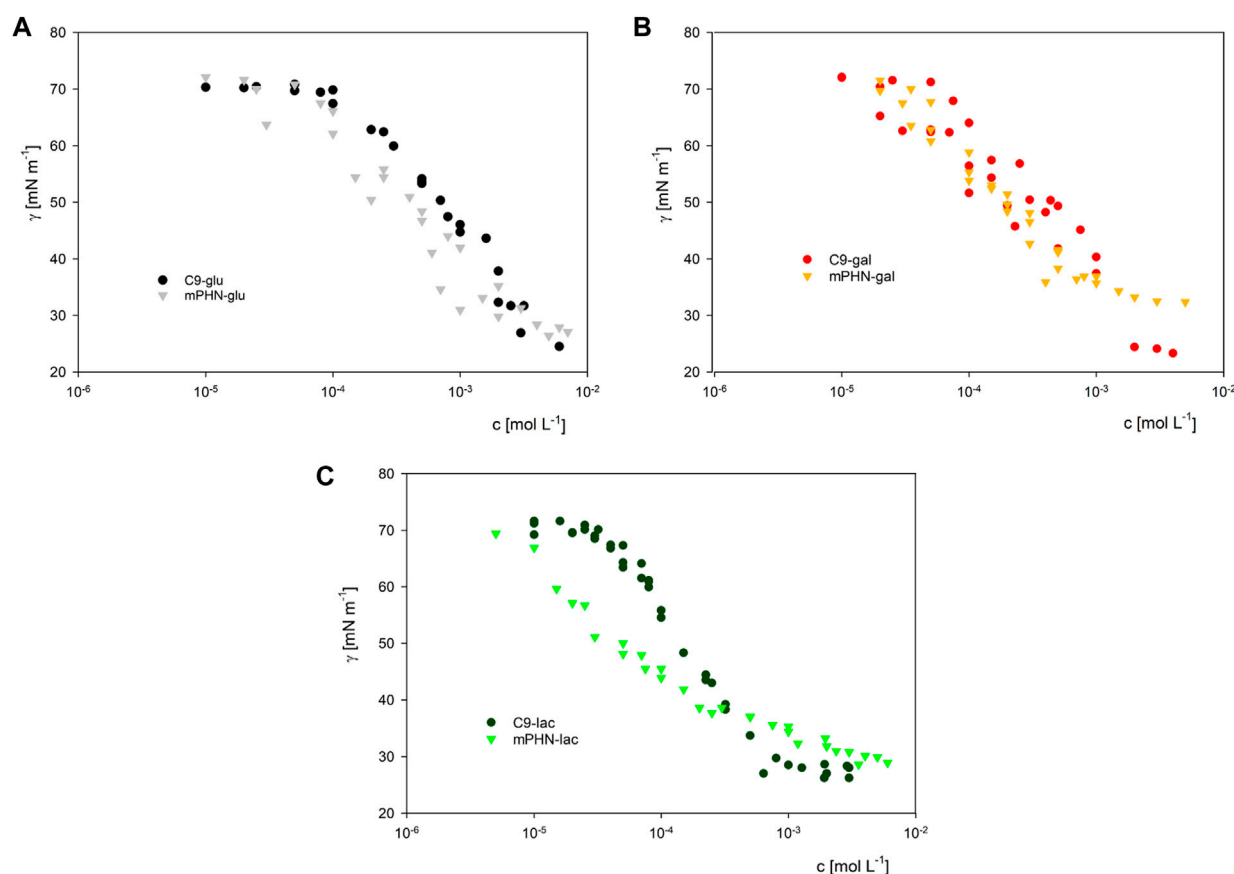 A
80
70
60
50
40
30
20
γ [mN m⁻¹]
C9-glu
mPHN-glu
10⁻⁶ 10⁻⁵ 10⁻⁴ 10⁻³ 10⁻²
c [mol L⁻¹]
B
80
70
60
50
40
30
20
γ [mN m⁻¹]
C9-gal
mPHN-gal
10⁻⁶ 10⁻⁵ 10⁻⁴ 10⁻³ 10⁻²
c [mol L⁻¹]
C
80
70
60
50
40
30
20
γ [mN m⁻¹]
C9-lac
mPHN-lac
10⁻⁶ 10⁻⁵ 10⁻⁴ 10⁻³ 10⁻²
c [mol L⁻¹]